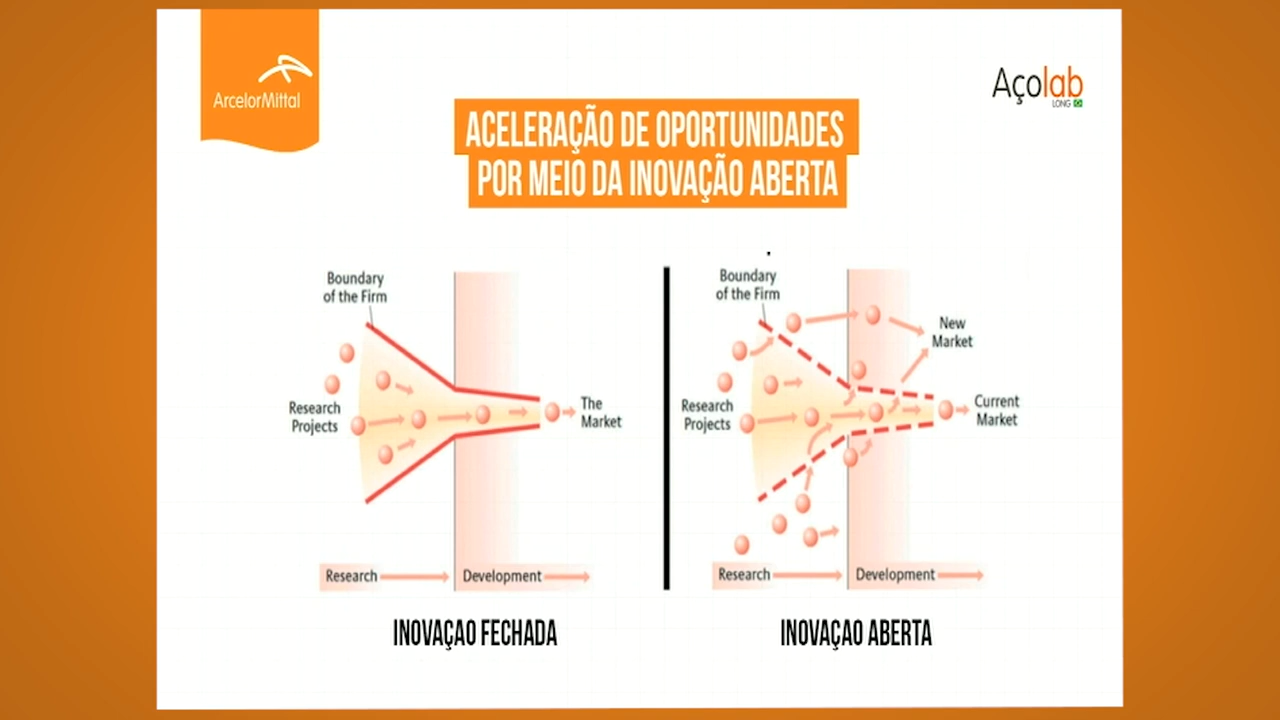 ArcelorMittal
Açolab
LONG
ACELERAÇÃO DE OPORTUNIDADES
POR MEIO DA INOVAÇÃO ABERTA
Boundary
of the Firm
Research
Projects
The
Market
Research
Development
INOVAÇAO FECHADA
Boundary
of the Firm
New
Market
Research
Projects
Current
Market
Research
Development
INOVAÇAO ABERTA